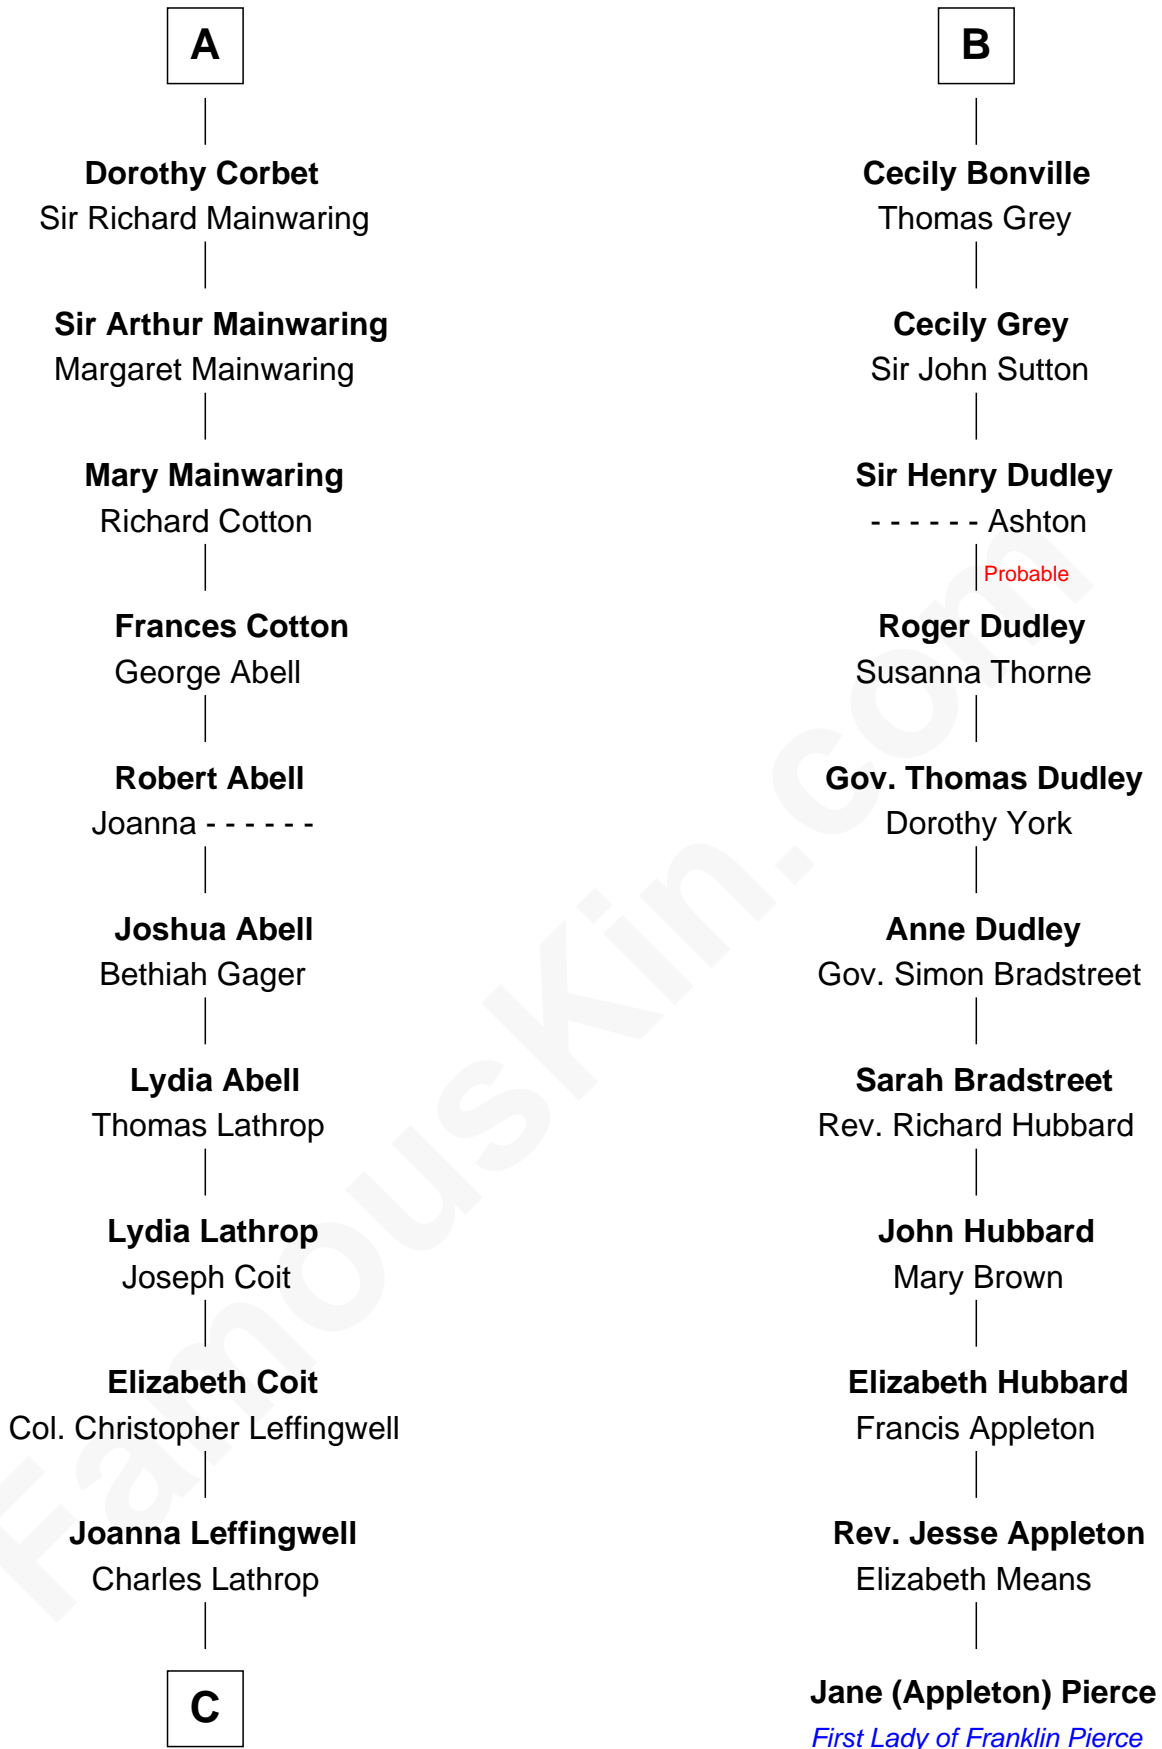 A
Dorothy Corbet
Sir Richard Mainwaring
Sir Arthur Mainwaring
Margaret Mainwaring
Mary Mainwaring
Richard Cotton
Frances Cotton
George Abell
Robert Abell
Joanna - - - - - -
Joshua Abell
Bethiah Gager
Lydia Abell
Thomas Lathrop
Lydia Lathrop
Joseph Coit
Elizabeth Coit
Col. Christopher Leffingwell
Joanna Leffingwell
Charles Lathrop
C
B
Cecily Bonville
Thomas Grey
Cecily Grey
Sir John Sutton
Sir Henry Dudley
- - - - - - Ashton
Probable
Roger Dudley
Susanna Thorne
Gov. Thomas Dudley
Dorothy York
Anne Dudley
Gov. Simon Bradstreet
Sarah Bradstreet
Rev. Richard Hubbard
John Hubbard
Mary Brown
Elizabeth Hubbard
Francis Appleton
Rev. Jesse Appleton
Elizabeth Means
Jane (Appleton) Pierce
First Lady of Franklin Pierce
FamousKin.com